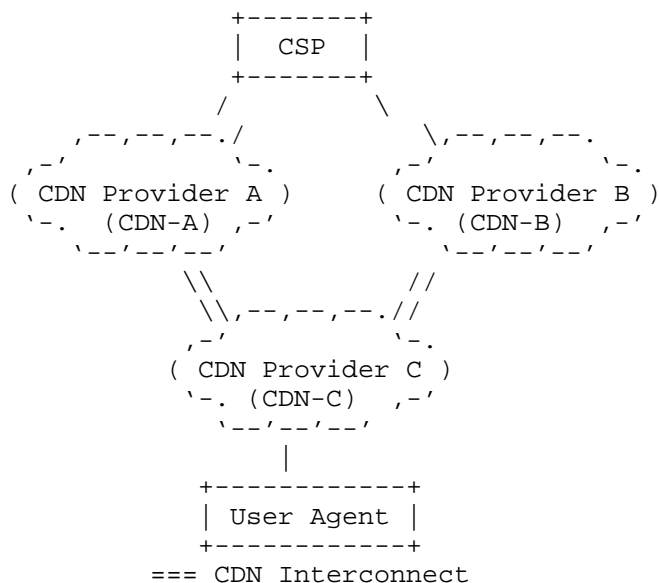 CSP
CDN Provider A CDN Provider B
(CDN-A) (CDN-B)
CDN Provider C
(CDN-C)
User Agent
=== CDN Interconnect